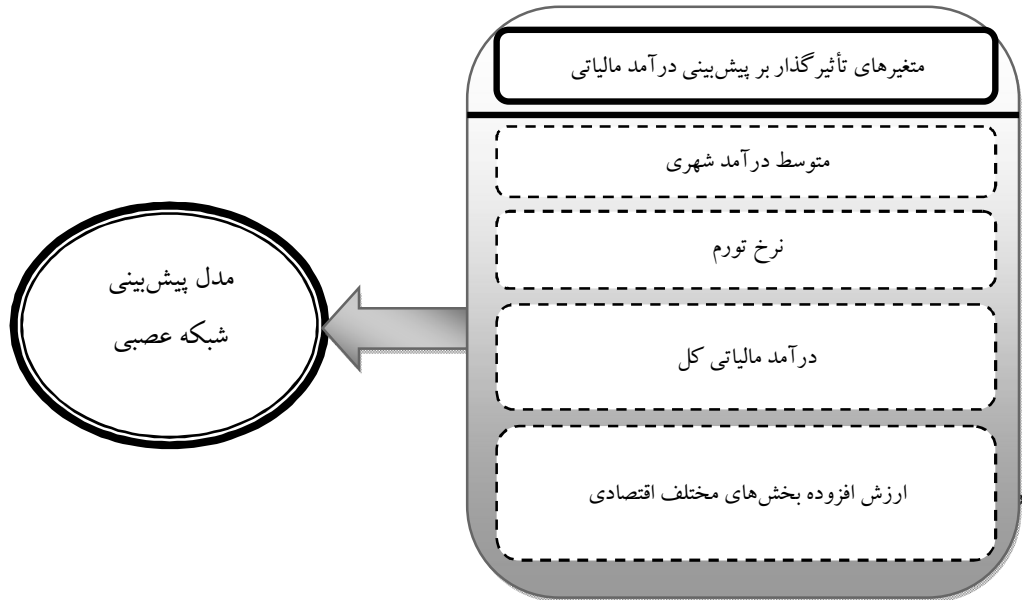 متغیرهای تأثیرگذار بر پیش‌بینی درآمد مالیاتی
متوسط درآمد شهری
نرخ تورم
درآمد مالیاتی کل
ارزش افزوده بخش‌های مختلف اقتصادی
مدل پیش‌بینی
شبکه عصبی